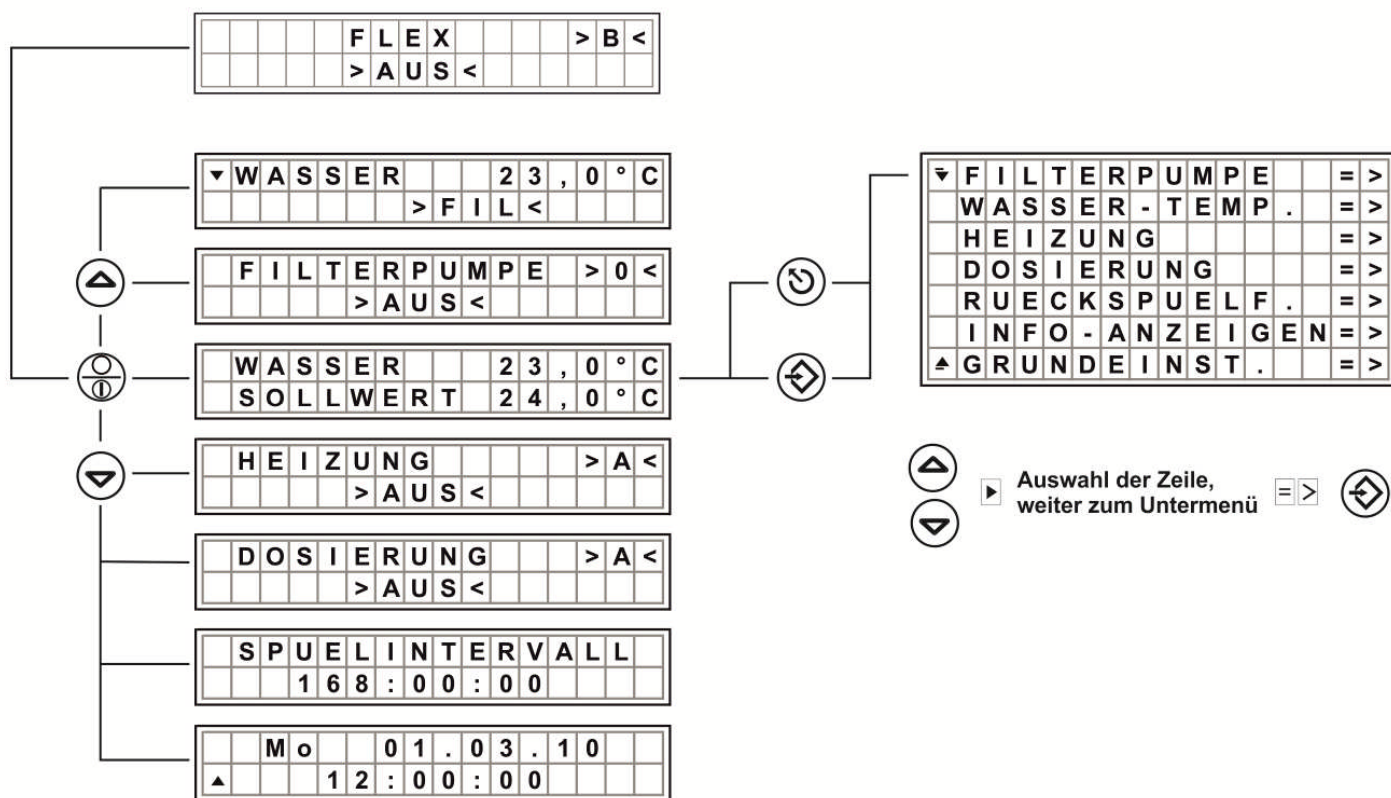 FLEX >B<
>AUS<
▼WASSER 23,0°C
>FIL<
FILTERPUMPE >0<
>AUS<
WASSER 23,0°C
SOLLWERT 24,0°C
HEIZUNG >A<
>AUS<
DOSIERUNG >A<
>AUS<
SPUELINTERVALL
168:00:00
Mo 01.03.10
▲ 12:00:00
FILTERPUMPE =>
WASSER-TEMP. =>
HEIZUNG =>
DOSIERUNG =>
RUECKSPUELF. =>
INFO-ANZEIGEN=>
GRUNDEINST. =>
Auswahl der Zeile,
weiter zum Untermenü =>